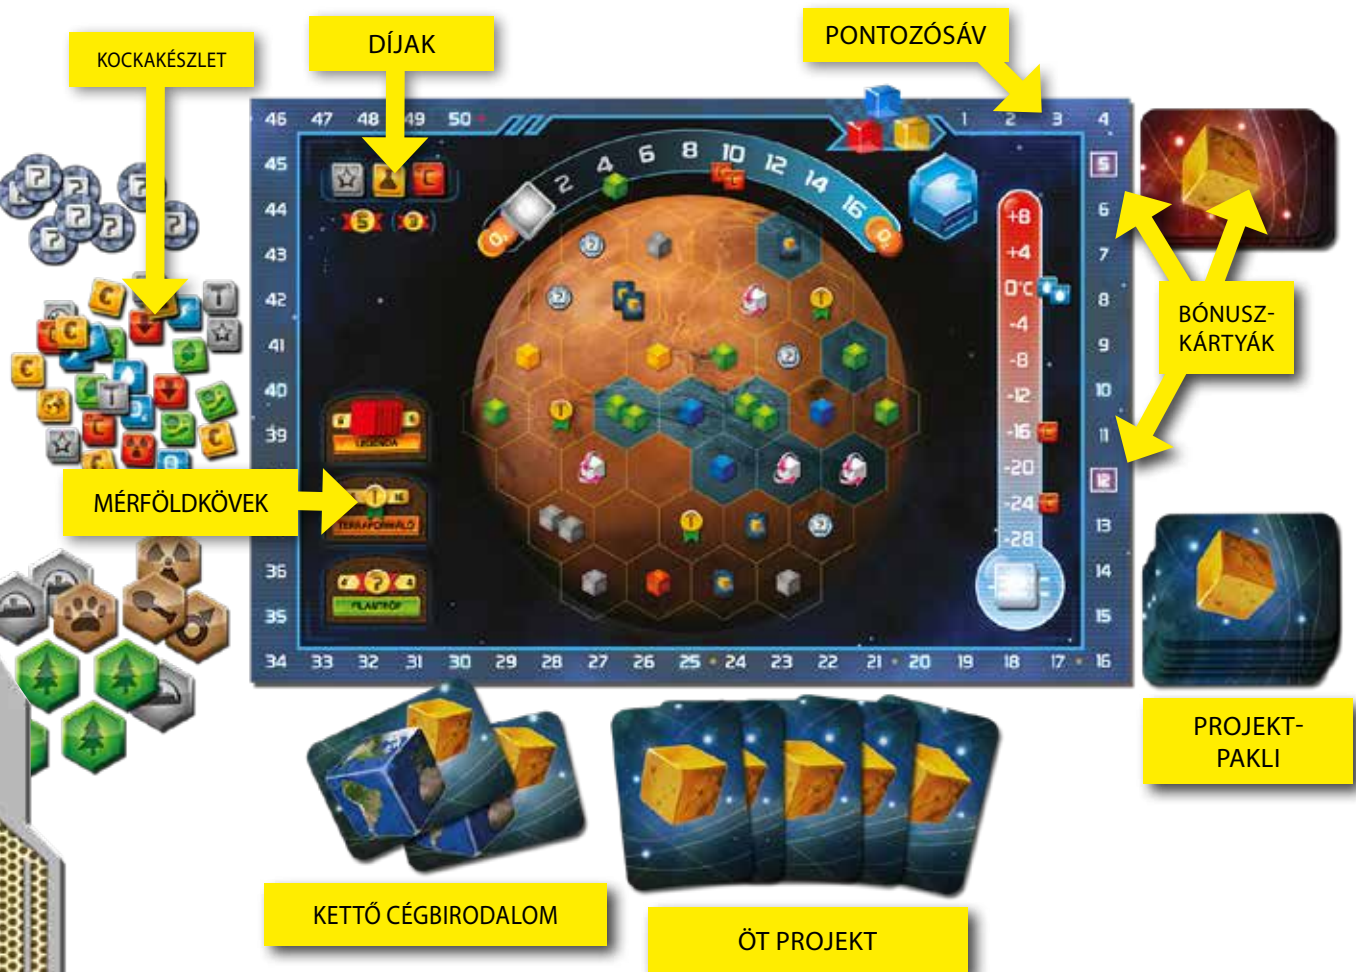 KOCKAKÉSZLET
DÍJAK
PONTOZÓSÁV
46 47 48 49 50 1 2 3 4
45 5
44 6
43 7
42 8
41 9
40 10
39 11
12
13
36 14
35 15
34 33 32 31 30 29 28 27 26 25 24 23 22 21 20 19 18 17 16
2 4 6 8 10 12 14 16
5 3
+8
+4
0°C
-4
-8
-12
-16
-20
-24
-28
LEGENDA
TERRAFORMÁLÓ
FILANTRÓP
BÓNUSZ-
KÁRTYÁK
MÉRFÖLDKÖVEK
PROJEKT-
PAKLI
KETTŐ CÉGBIRODALOM
ÖT PROJEKT